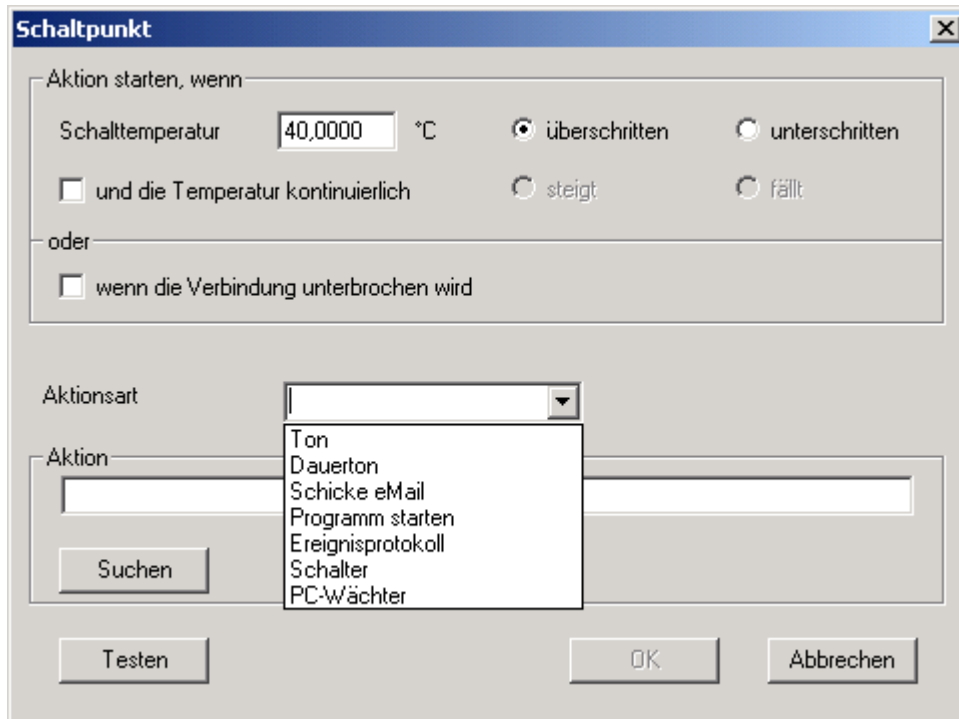 Schaltpunkt
Aktion starten, wenn
Schalttemperatur 40,0000 °C überschritten unterschritten
und die Temperatur kontinuierlich steigt fällt
oder
wenn die Verbindung unterbrochen wird
Aktionsart
Ton
Dauerton
Schicke eMail
Programm starten
Ereignisprotokoll
Schalter
PC-Wächter
Aktion
Suchen
Testen OK Abbrechen